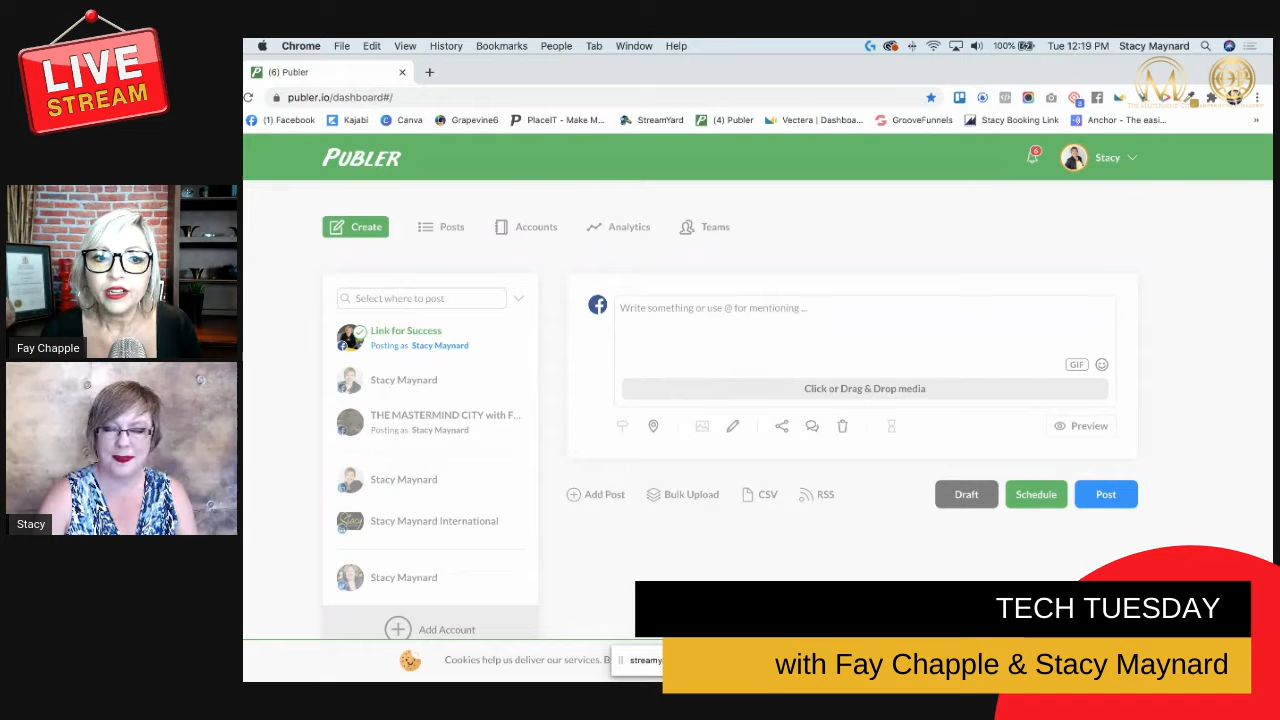 LIVE
STREAM
Fay Chapple
Stacy
Chrome File Edit View History Bookmarks People Tab Window Help
100% Tue 12:19 PM Stacy Maynard
(6) Publer
publer.io/dashboard#/
(1) Facebook Kajabi Canva Grapevine6 PlaceIT - Make M... StreamYard (4) Publer Vectera | Dashboa... GrooveFunnels Stacy Booking Link Anchor - The easi... »
PUBLER
6
Stacy
Create Posts Accounts Analytics Teams
Select where to post
Link for Success
Posting as Stacy Maynard
Stacy Maynard
THE MASTERMIND CITY with F...
Posting as Stacy Maynard
Stacy Maynard
Stacy Maynard International
Stacy Maynard
Add Account
Write something or use @ for mentioning ...
GIF
Click or Drag & Drop media
Preview
Add Post Bulk Upload CSV RSS
Draft Schedule Post
Cookies help us deliver our services. B
streamy
TECH TUESDAY
with Fay Chapple & Stacy Maynard